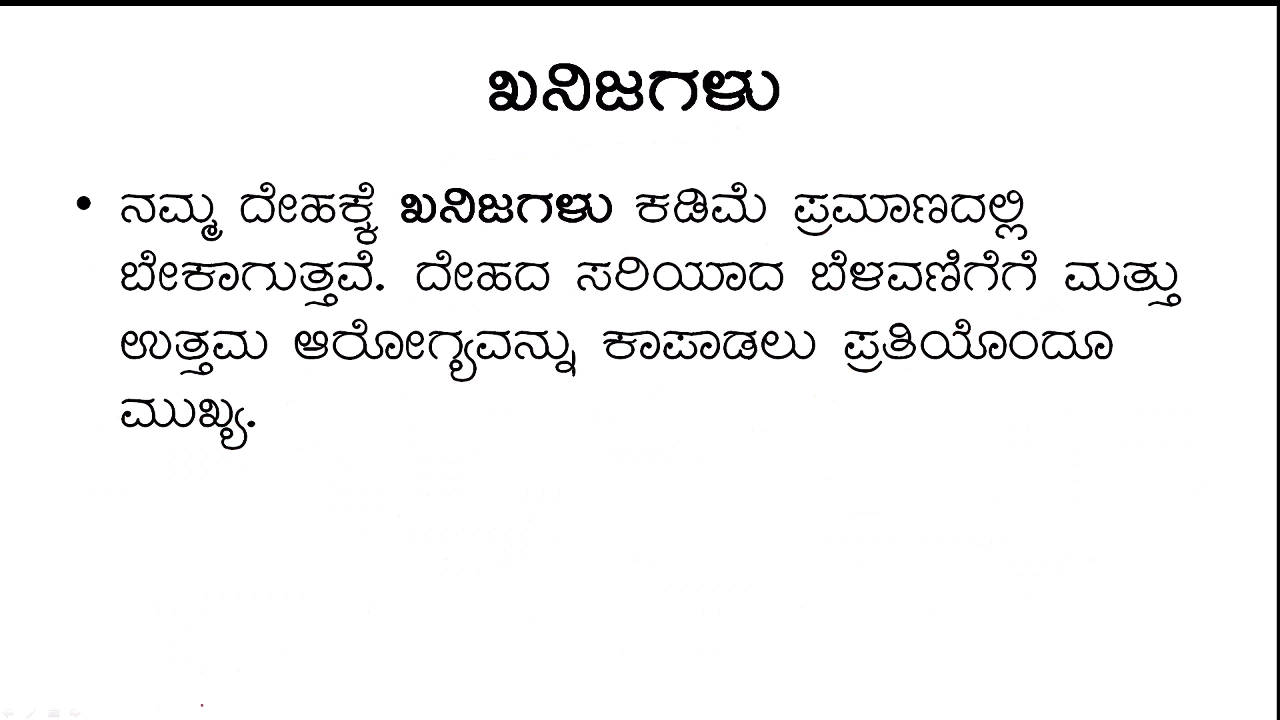 ಖನಿಜಗಳು
• ನಮ್ಮ ದೇಹಕ್ಕೆ ಖನಿಜಗಳು ಕಡಿಮೆ ಪ್ರಮಾಣದಲ್ಲಿ
ಬೇಕಾಗುತ್ತವೆ. ದೇಹದ ಸರಿಯಾದ ಬೆಳವಣಿಗೆಗೆ ಮತ್ತು
ಉತ್ತಮ ಆರೋಗ್ಯವನ್ನು ಕಾಪಾಡಲು ಪ್ರತಿಯೊಂದೂ
ಮುಖ್ಯ.